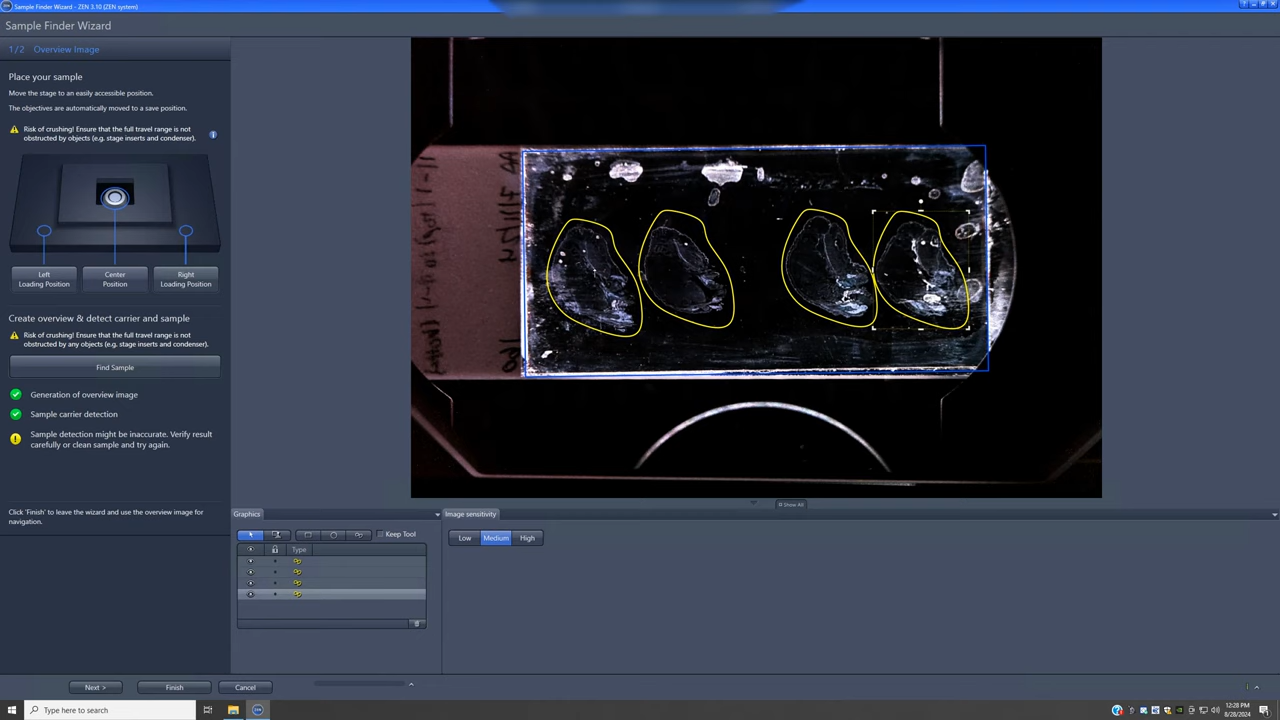 Sample Finder Wizard - ZEN 3.10 (ZEN system)
Sample Finder Wizard
1/2 Overview Image
Place your sample
Move the stage to an easily accessible position.
The objectives are automatically moved to a save position.
Risk of crushing! Ensure that the full travel range is not
obstructed by objects (e.g. stage inserts and condenser).
Left
Loading Position
Center
Position
Right
Loading Position
Create overview & detect carrier and sample
Risk of crushing! Ensure that the full travel range is not
obstructed by any objects (e.g. stage inserts and condenser).
Find Sample
Generation of overview image
Sample carrier detection
Sample detection might be inaccurate. Verify result
carefully or clean sample and try again.
Click 'Finish' to leave the wizard and use the overview image for
navigation.
Show All
Graphics
Keep Tool
Type
Image sensitivity
Low
Medium
High
Next >
Finish
Cancel
Type here to search
12:28 PM
8/28/2024